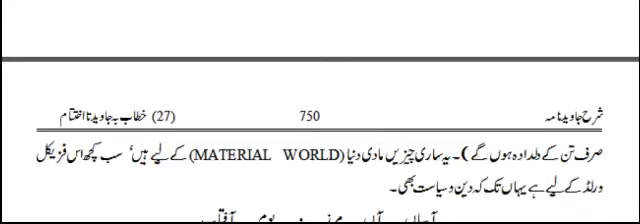 شرح جاوید نامہ 750 (27) خطاب بہ جاوید تا اختتام
صرف تن کے دلدادہ ہوں گے)۔ یہ ساری چیزیں مادی دنیا (MATERIAL WORLD) کے لیے ہیں‘ سب کچھ اس فزیکل
ورلڈ کے لیے ہے یہاں تک کہ دین و سیاست بھی۔